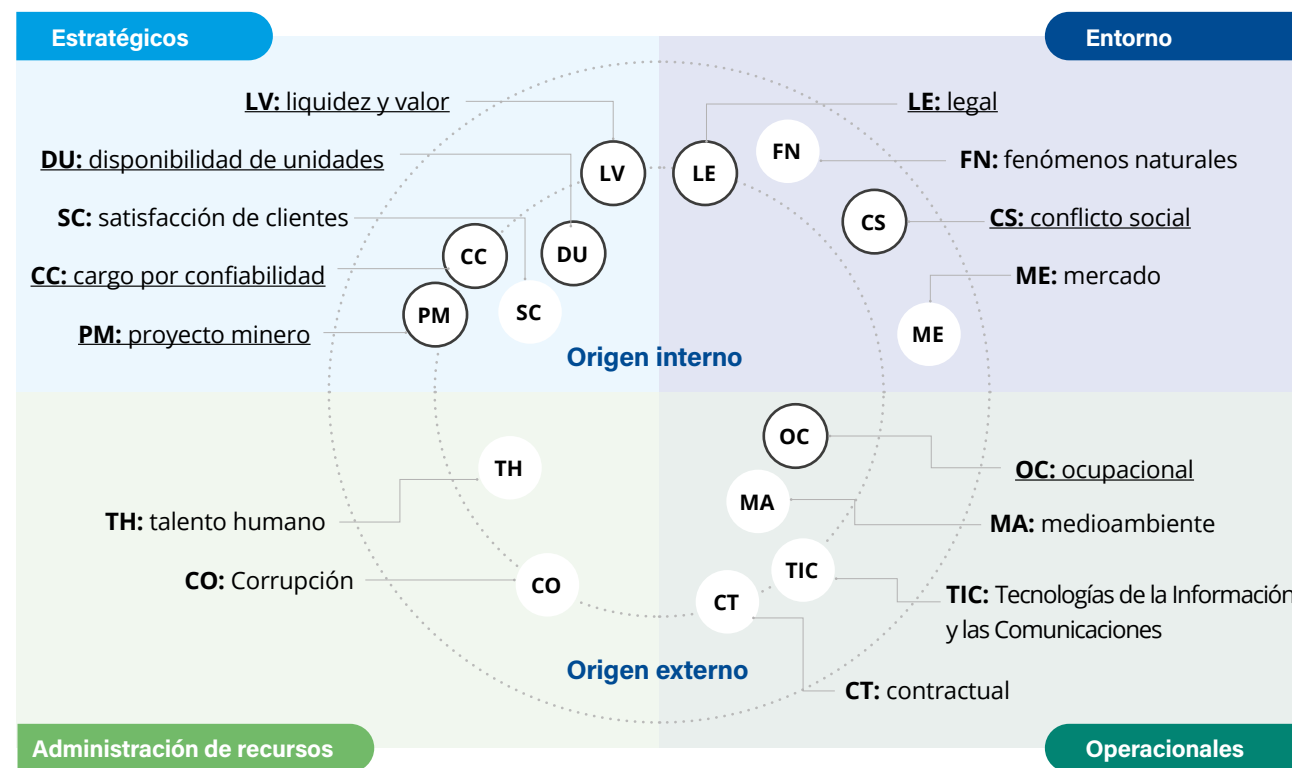 Estratégicos
Entorno
LV: liquidez y valor
DU: disponibilidad de unidades
SC: satisfacción de clientes
CC: cargo por confiabilidad
PM: proyecto minero
LV
DU
CC
SC
PM
LE: legal
FN: fenómenos naturales
CS: conflicto social
ME: mercado
LE
FN
CS
ME
Origen interno
TH
TH: talento humano
CO: Corrupción
CO
OC
OC: ocupacional
MA
MA: medioambiente
TIC
TIC: Tecnologías de la Información
y las Comunicaciones
CT
CT: contractual
Origen externo
Administración de recursos
Operacionales